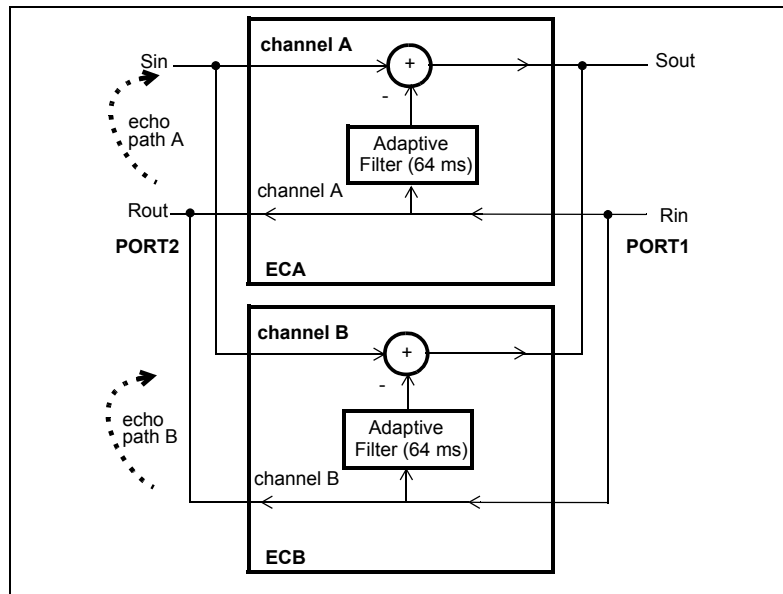 channel A
Sin
+
Sout
-
echo
path A
Adaptive
Filter (64 ms)
channel A
Rout
Rin
PORT2
PORT1
ECA
channel B
+
-
echo
path B
Adaptive
Filter (64 ms)
channel B
ECB